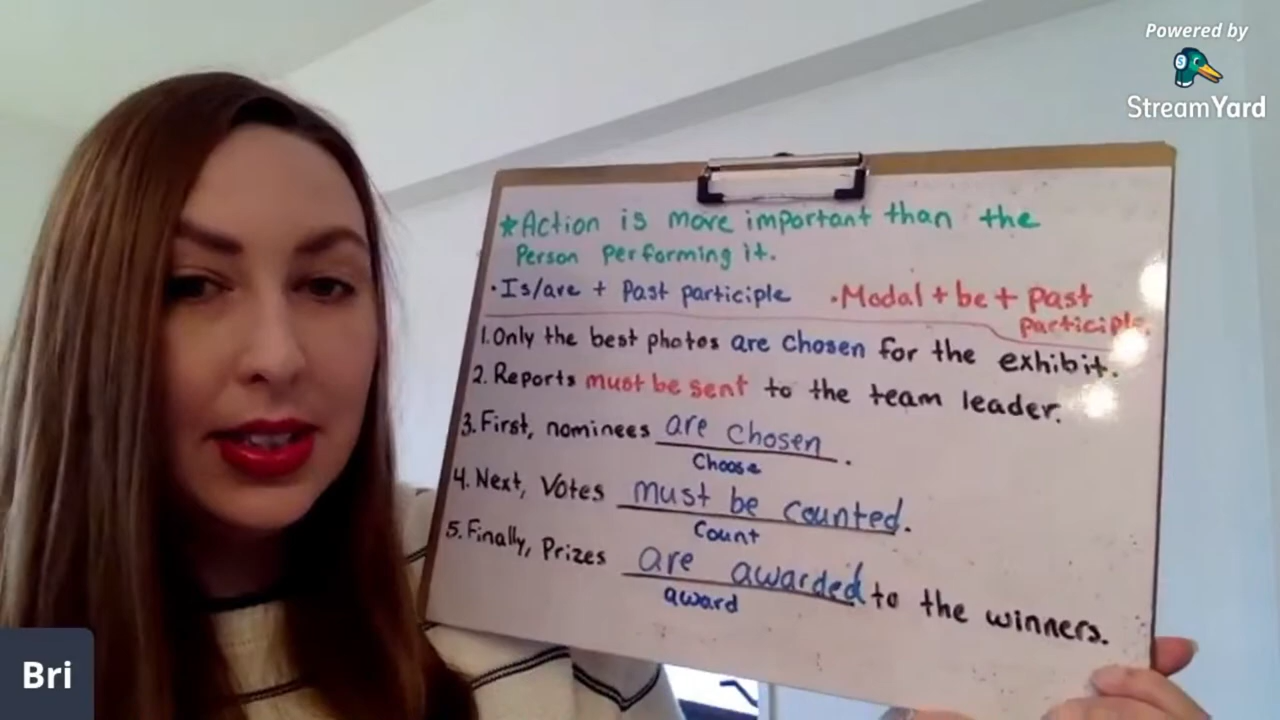 Powered by
StreamYard
★Action is more important than the
Person performing it.
·Is/are + Past participle ·Modal + be + past
participle.
1. Only the best photos are chosen for the exhibit.
2. Reports must be sent to the team leader.
3. First, nominees are chosen.
Choose
4. Next, Votes must be counted.
Count
5. Finally, Prizes are awarded to the winners.
award
Bri